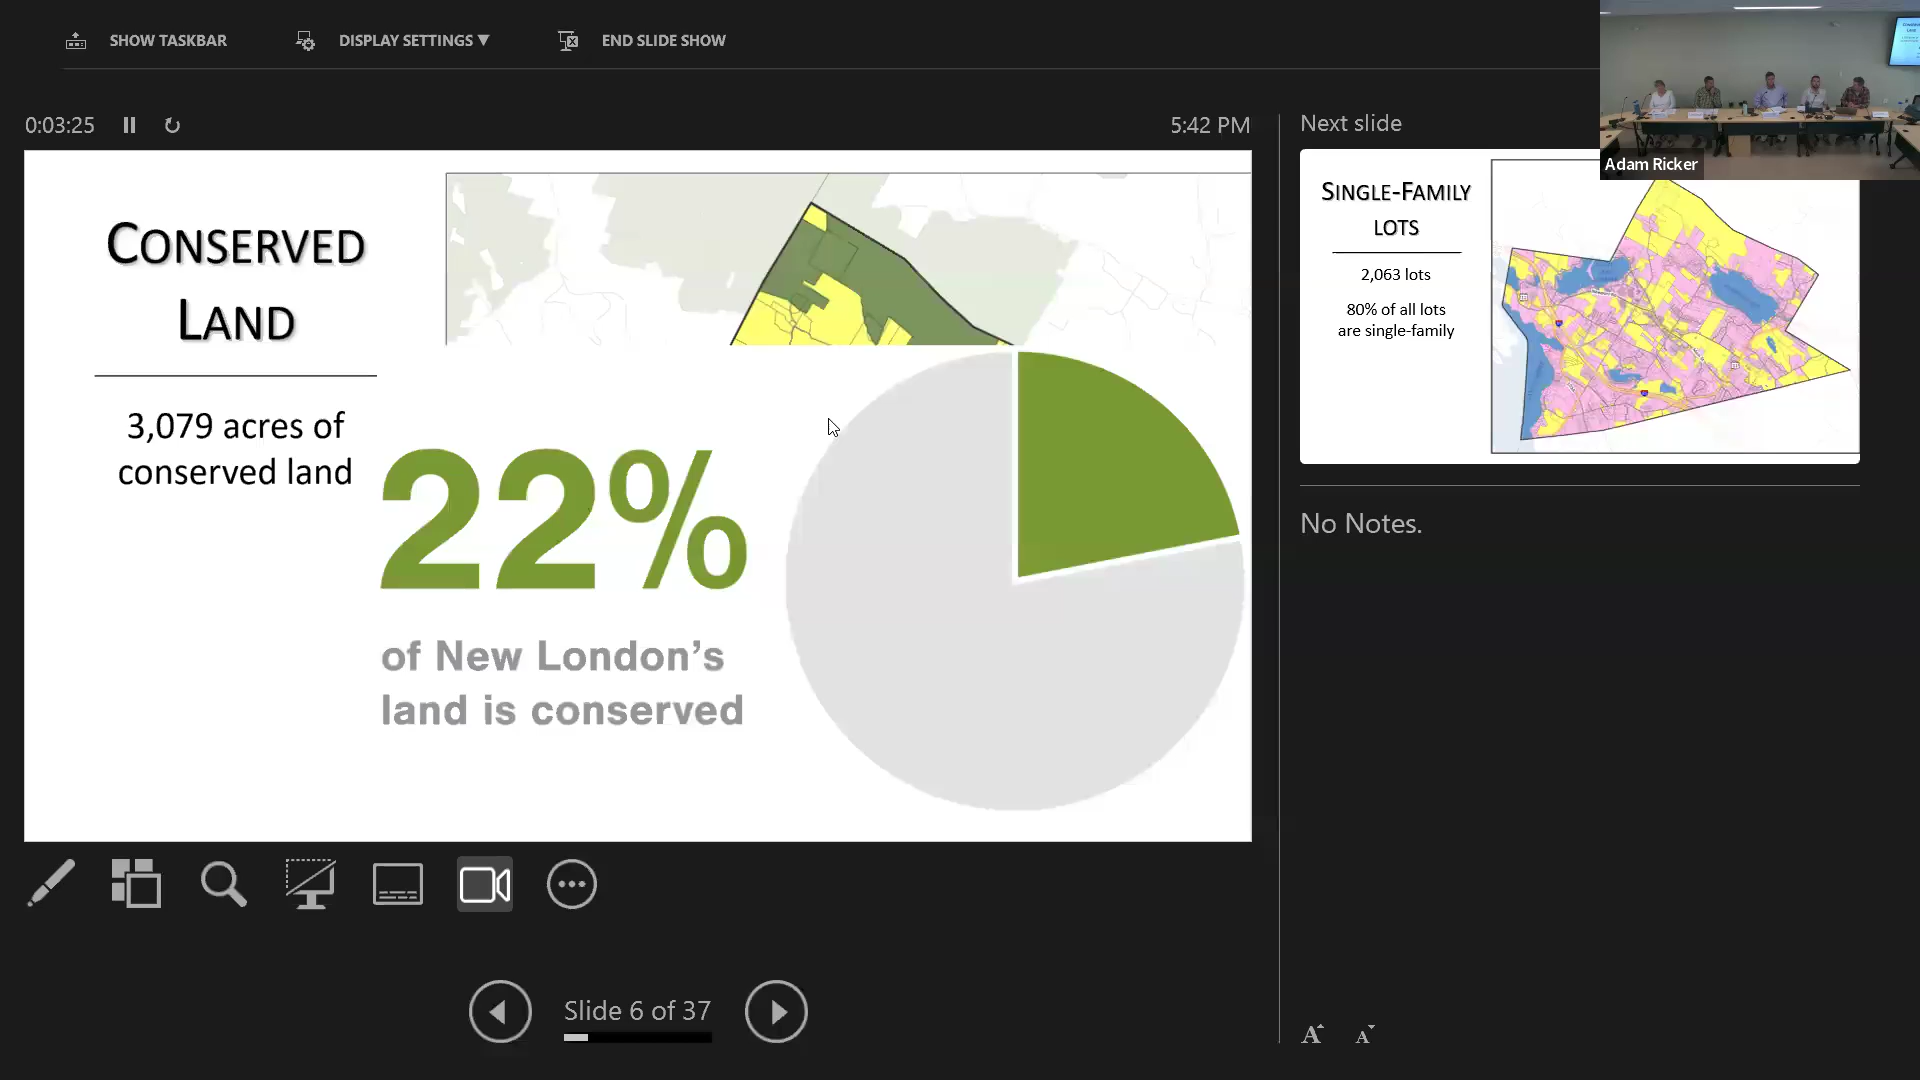 SHOW TASKBAR
DISPLAY SETTINGS ▼
END SLIDE SHOW
0:03:25
5:42 PM
CONSERVED
LAND
3,079 acres of
conserved land
22%
of New London’s
land is conserved
Next slide
Adam Ricker
SINGLE-FAMILY
LOTS
2,063 lots
80% of all lots
are single-family
No Notes.
Slide 6 of 37
A A